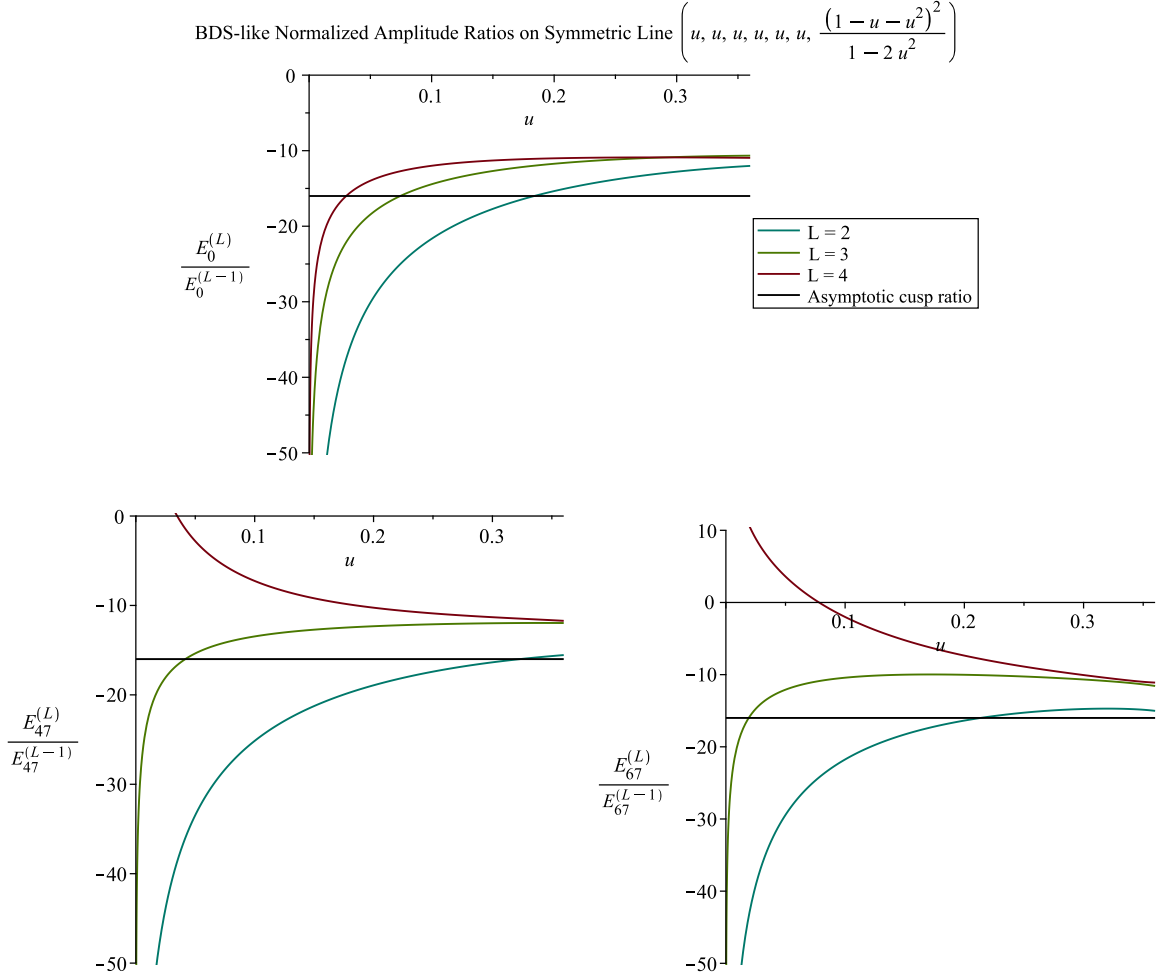 BDS-like Normalized Amplitude Ratios on Symmetric Line (u, u, u, u, u, u, (1 − u − u²)² / (1 − 2 u²))
0
0.1 0.2 0.3
u
−10
−20
−30
−40
−50
E₀^(L) / E₀^(L−1)
L = 2
L = 3
L = 4
Asymptotic cusp ratio
0
0.1 0.2 0.3
u
−10
−20
−30
−40
−50
E₄₇^(L) / E₄₇^(L−1)
10
0
0.1 0.2 0.3
u
−10
−20
−30
−40
−50
E₆₇^(L) / E₆₇^(L−1)